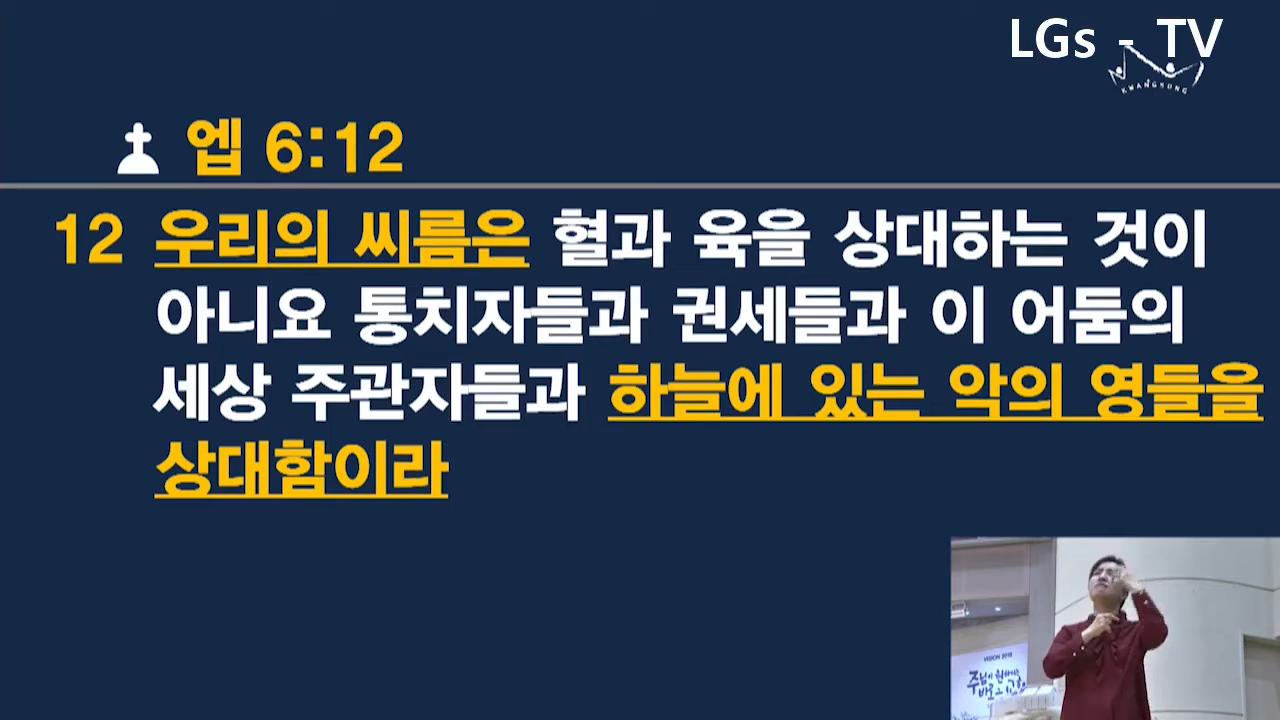 LGs - TV
KWANGSUNG
엡 6:12
12 우리의 씨름은 혈과 육을 상대하는 것이
아니요 통치자들과 권세들과 이 어둠의
세상 주관자들과 하늘에 있는 악의 영들을
상대함이라
VISION 2018